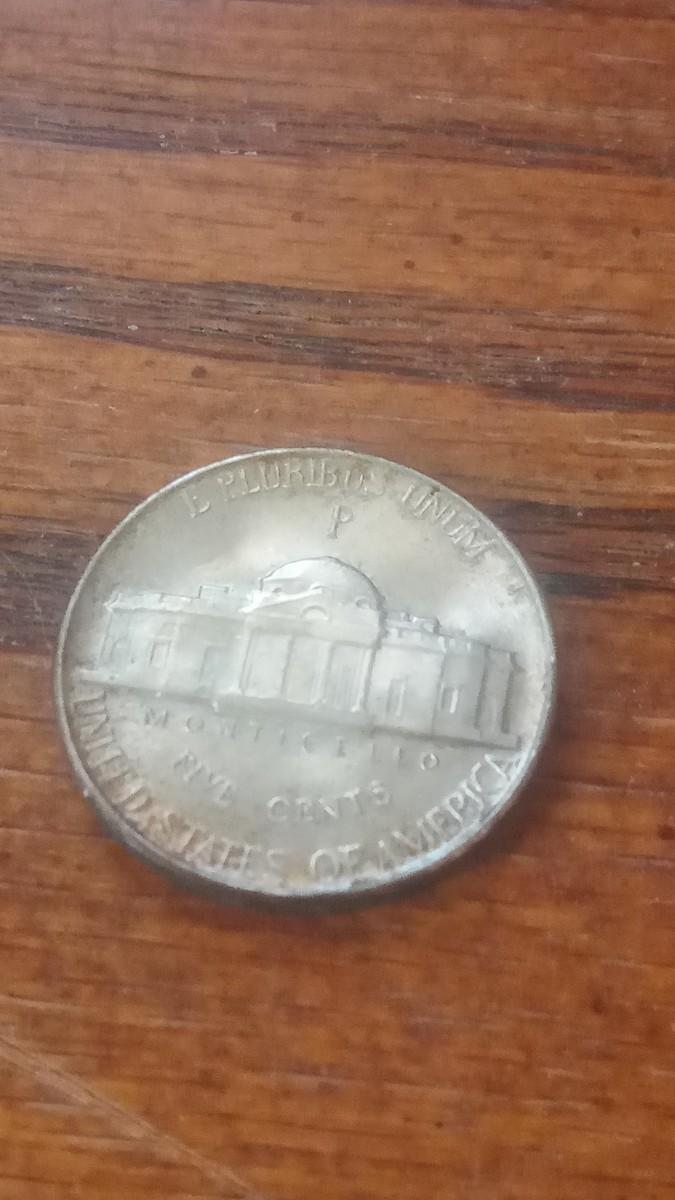 E PLURIBUS UNUM
P
MONTICELLO
FIVE CENTS
UNITED STATES OF AMERICA